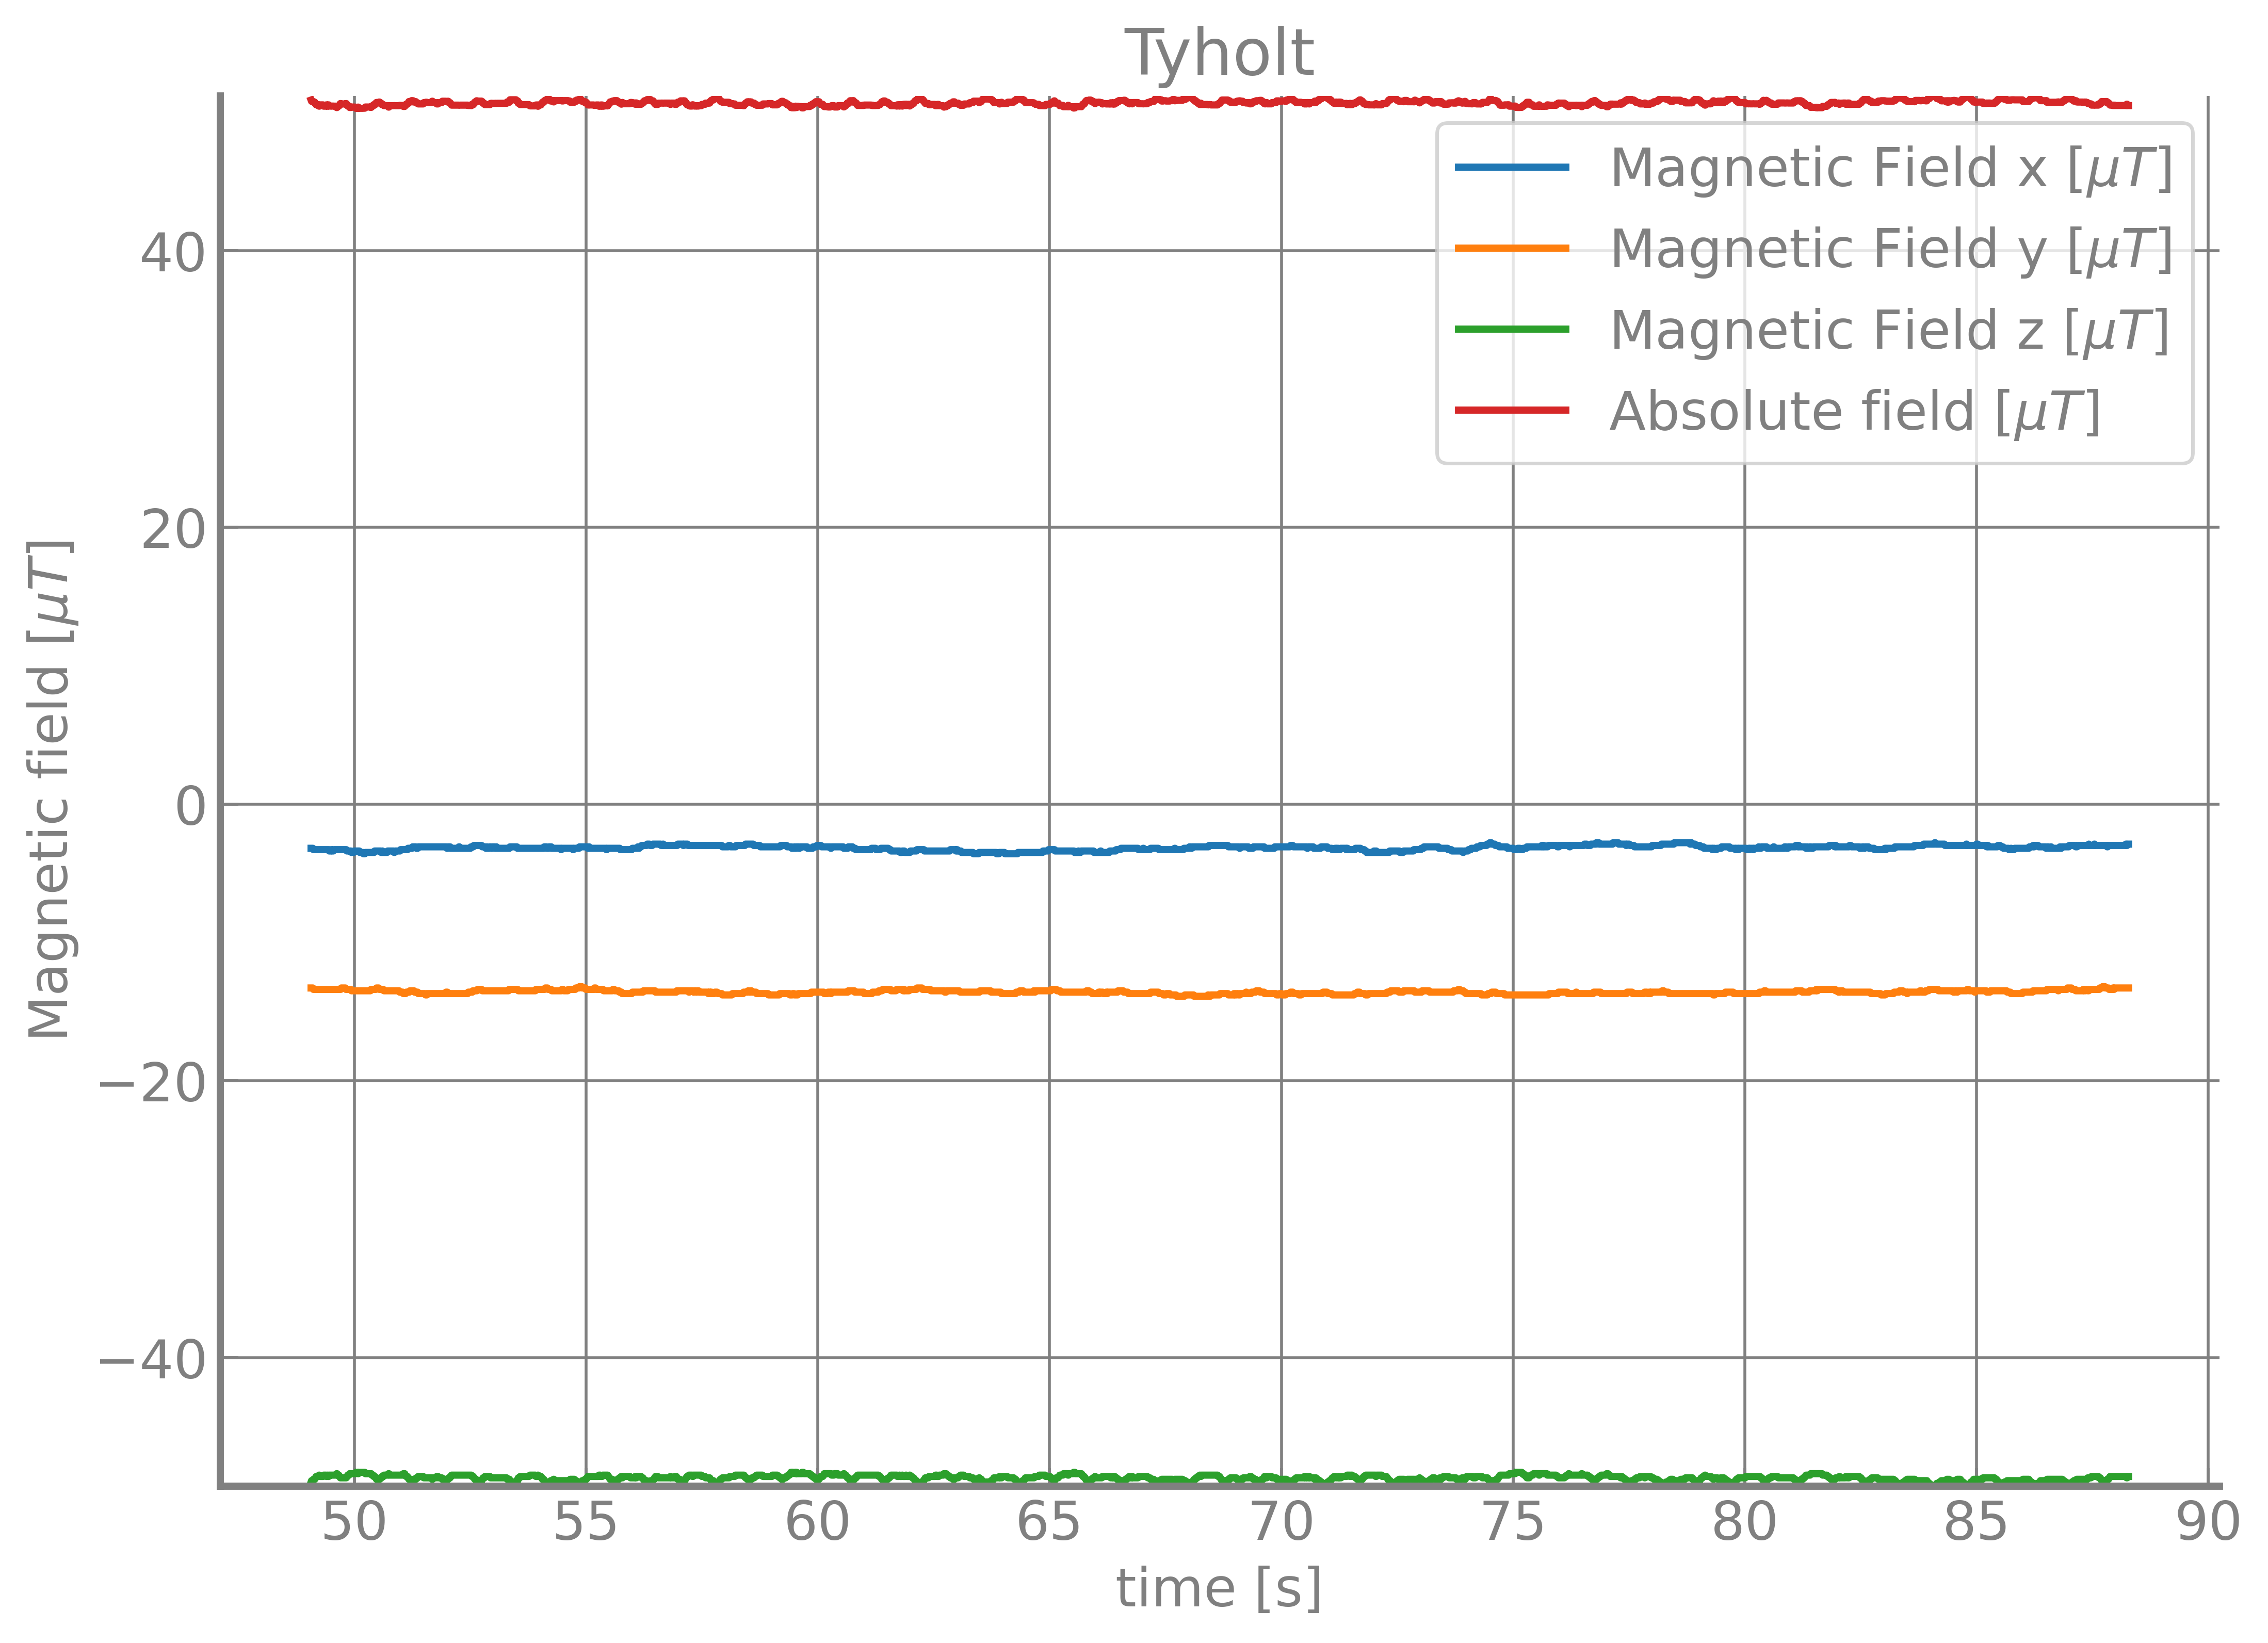 Tyholt
Magnetic Field x [μT]
Magnetic Field y [μT]
Magnetic Field z [μT]
Absolute field [μT]
Magnetic field [μT]
40
20
0
−20
−40
50 55 60 65 70 75 80 85 90
time [s]